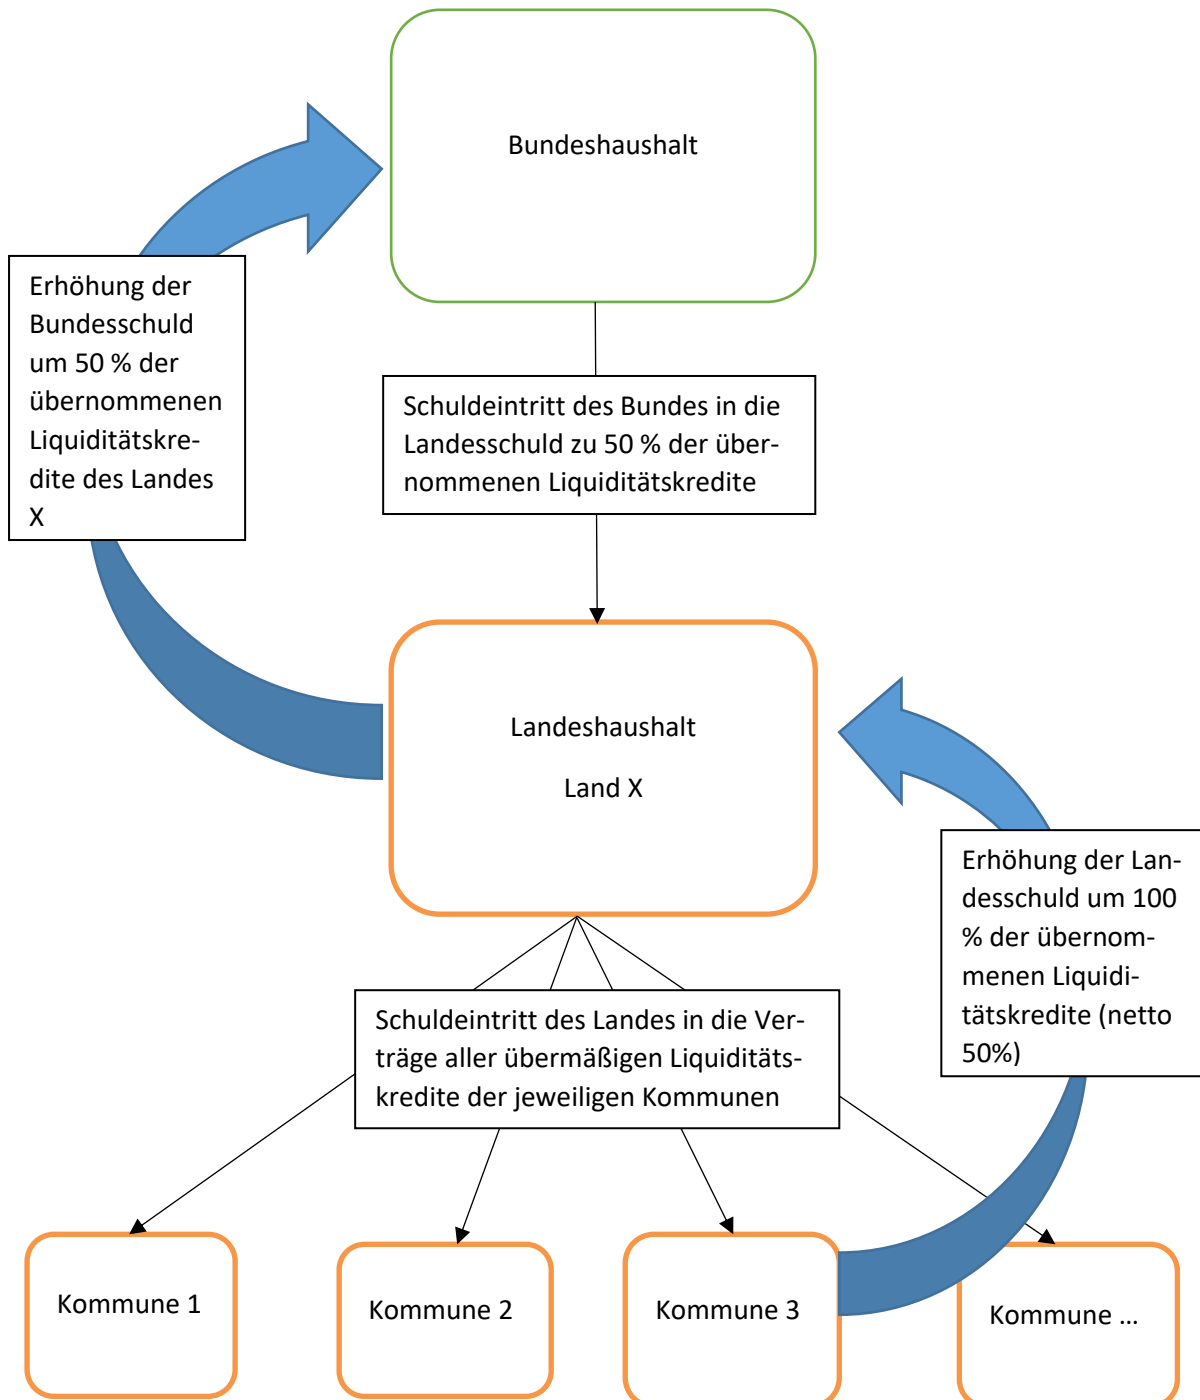 Bundeshaushalt
Erhöhung der
Bundesschuld
um 50 % der
übernommenen
Liquiditätskre-
dite des Landes
X
Schuldeintritt des Bundes in die
Landesschuld zu 50 % der über-
nommenen Liquiditätskredite
Landeshaushalt
Land X
Erhöhung der Lan-
desschuld um 100
% der übernom-
menen Liquidi-
tätskredite (netto
50%)
Schuldeintritt des Landes in die Ver-
träge aller übermäßigen Liquiditäts-
kredite der jeweiligen Kommunen
Kommune 1
Kommune 2
Kommune 3
Kommune ...